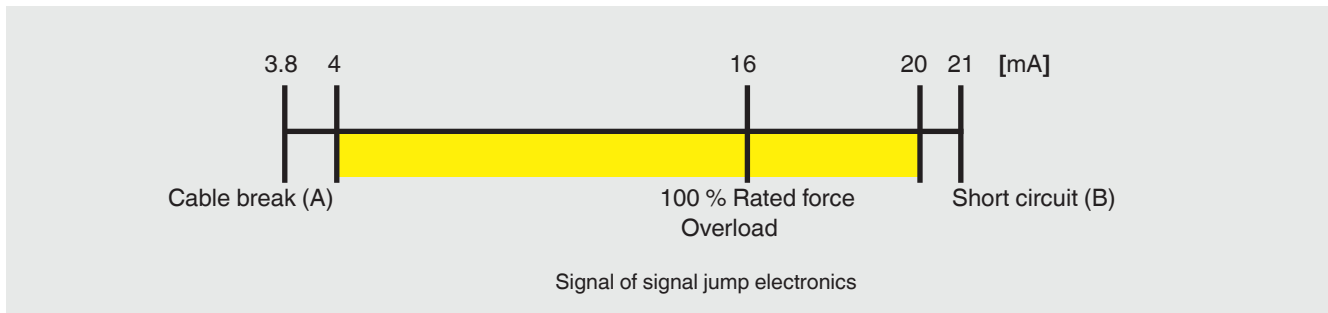 3.8 4 16 20 21 [mA]
Cable break (A) 100 % Rated force Short circuit (B)
Overload
Signal of signal jump electronics